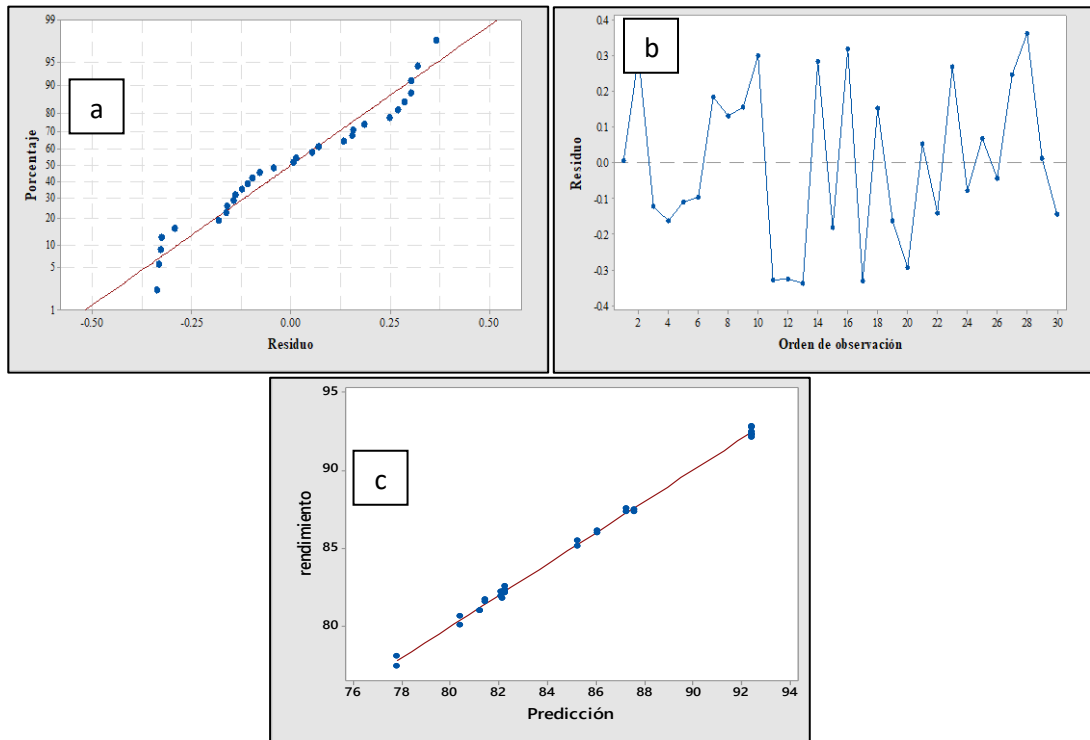 99
95
90
80
70
60
50
40
30
20
10
5
1
Porcentaje
a
-0.50
-0.25
0.00
0.25
0.50
Residuo
0.4
0.3
0.2
0.1
0.0
-0.1
-0.2
-0.3
-0.4
Residuo
b
2 4 6 8 10 12 14 16 18 20 22 24 26 28 30
Orden de observación
95
90
85
80
rendimiento
c
76 78 80 82 84 86 88 90 92 94
Predicción